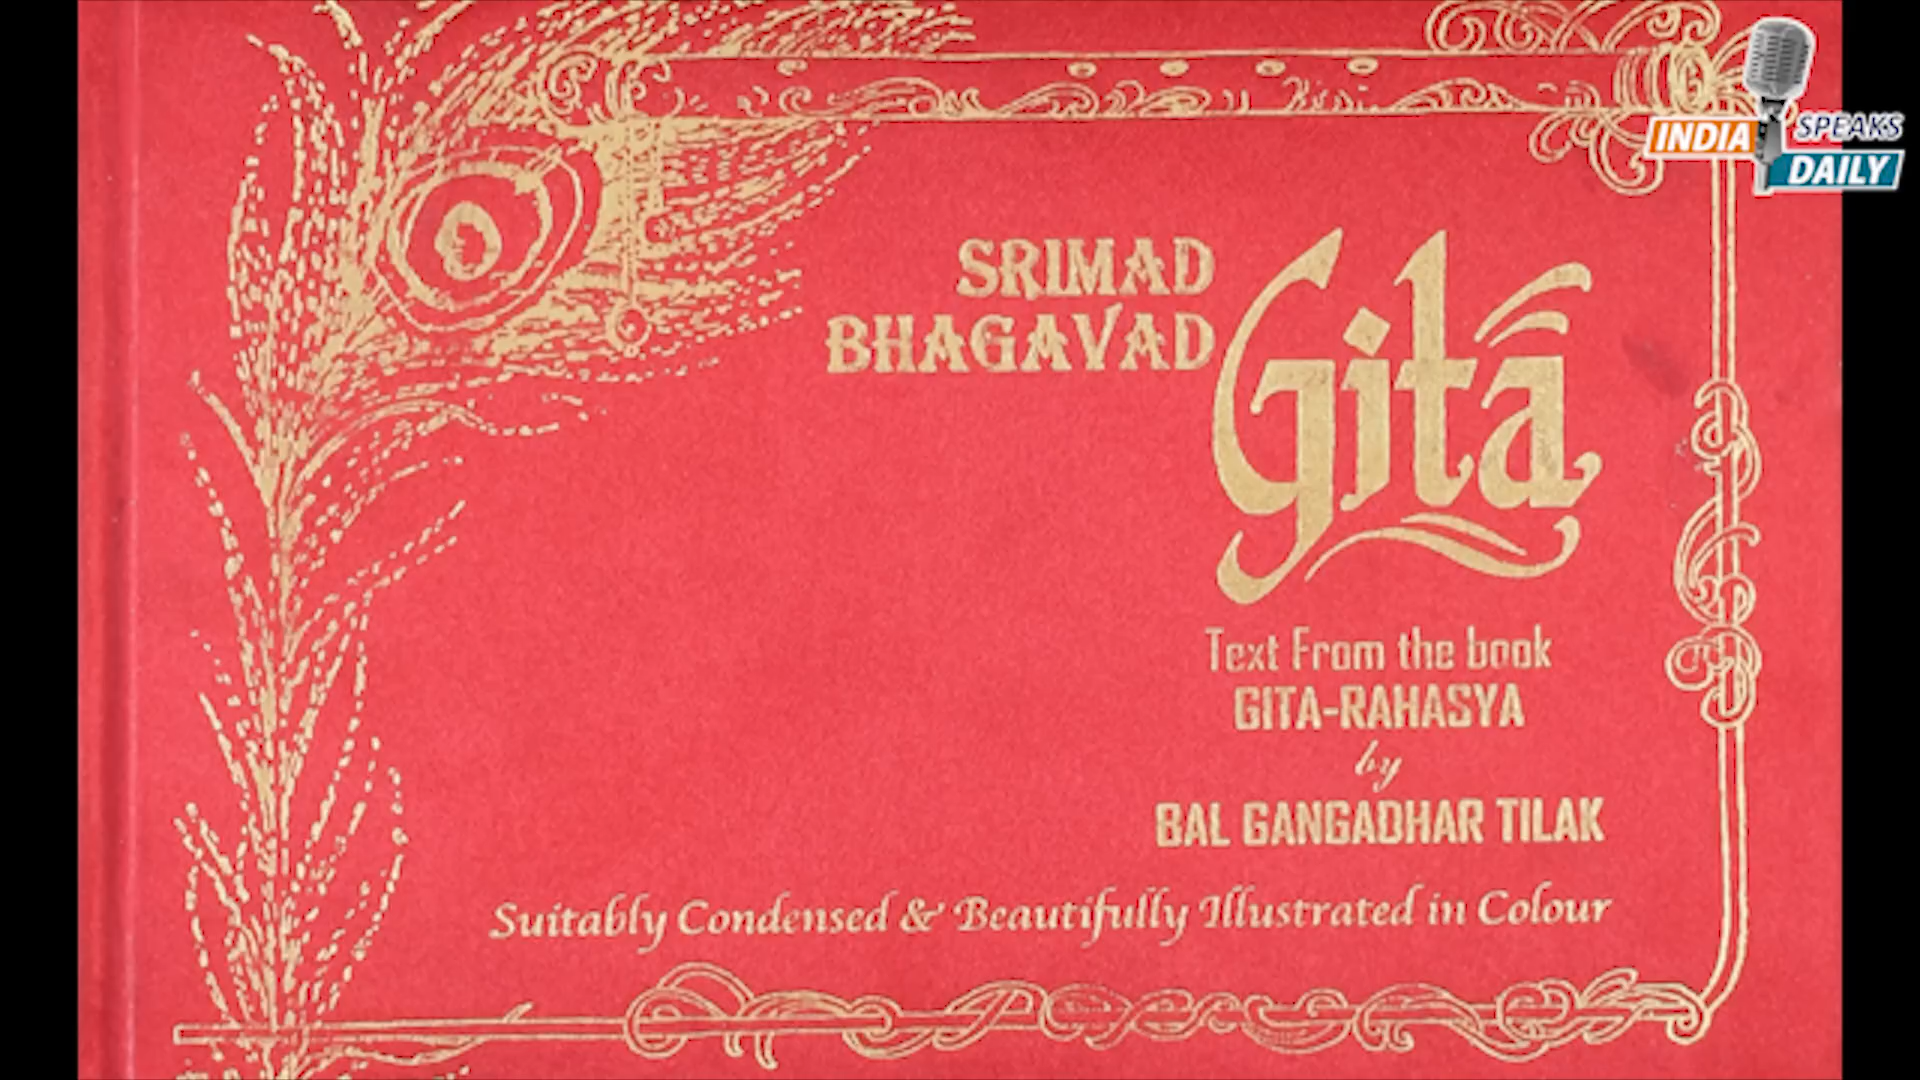 INDIA SPEAKS
DAILY
SRIMAD
BHAGAVAD
Gitá
Text From the book
GITA-RAHASYA
by
BAL GANGADHAR TILAK
Suitably Condensed & Beautifully Illustrated in Colour